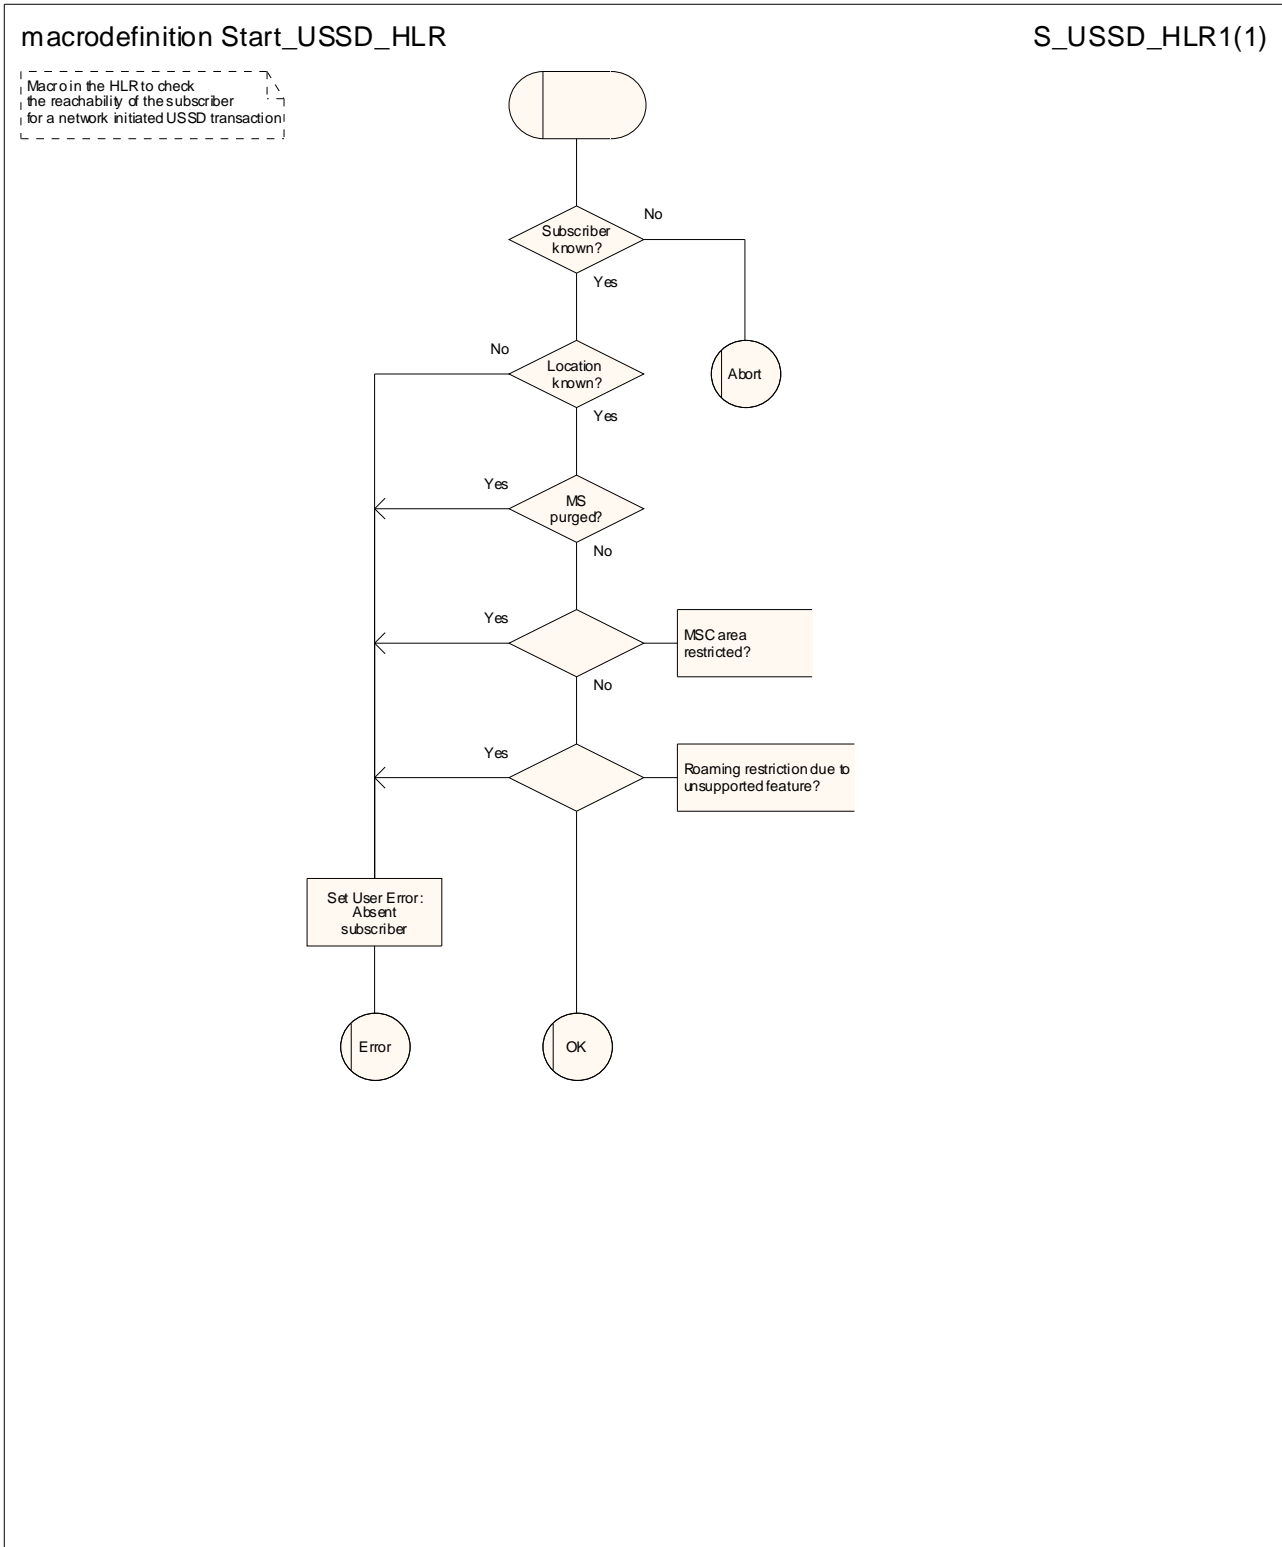 macrodefinition Start_USSD_HLR
S_USSD_HLR1(1)
Macro in the HLR to check
the reachability of the subscriber
for a network initiated USSD transaction
No
Subscriber
known?
Yes
No
Location
known?
Abort
Yes
Yes
MS
purged?
No
Yes
MSC area
restricted?
No
Yes
Roaming restriction due to
unsupported feature?
Set User Error:
Absent
subscriber
Error
OK